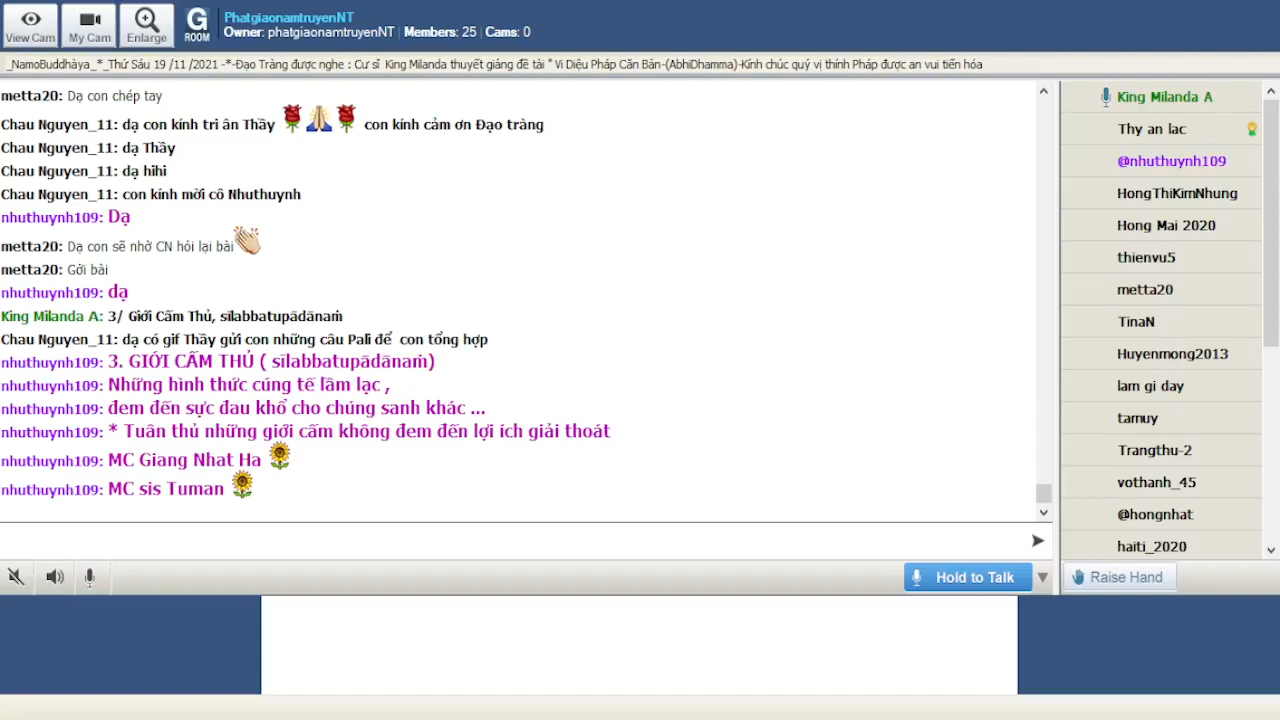 View Cam
My Cam
Enlarge
G
ROOM
PhatgiaonamtruyenNT
Owner: phatgiaonamtruyenNT | Members: 25 | Cams: 0
_NamoBuddhàya_*_Thứ Sáu 19 /11 /2021 -*-Đạo Tràng được nghe : Cư sĩ King Milanda thuyết giảng đề tài " Vi Diệu Pháp Căn Bản-(AbhiDhamma)-Kính chúc quý vị thính Pháp được an vui tiến hóa
metta20: Dạ con chép tay
Chau Nguyen_11: dạ con kính tri ân Thầy 🌹🙏🌹 con kính cảm ơn Đạo tràng
Chau Nguyen_11: dạ Thầy
Chau Nguyen_11: dạ hihi
Chau Nguyen_11: con kính mời cô Nhuthuynh
nhuthuynh109: Dạ
metta20: Dạ con sẽ nhờ CN hỏi lại bài👏
metta20: Gởi bài
nhuthuynh109: dạ
King Milanda A: 3/ Giới Cấm Thủ, sīlabbatupādānaṁ
Chau Nguyen_11: dạ có gif Thầy gửi con những câu Pali để con tổng hợp
nhuthuynh109: 3. GIỚI CẤM THỦ ( sīlabbatupādānaṁ)
nhuthuynh109: Những hình thức cúng tế lầm lạc ,
nhuthuynh109: đem đến sực đau khổ cho chúng sanh khác ...
nhuthuynh109: * Tuân thủ những giới cấm không đem đến lợi ích giải thoát
nhuthuynh109: MC Giang Nhat Ha 🌻
nhuthuynh109: MC sis Tuman 🌻
King Milanda A
Thy an lac
@nhuthuynh109
HongThiKimNhung
Hong Mai 2020
thienvu5
metta20
TinaN
Huyenmong2013
lam gi day
tamuy
Trangthu-2
vothanh_45
@hongnhat
haiti_2020
Hold to Talk
Raise Hand